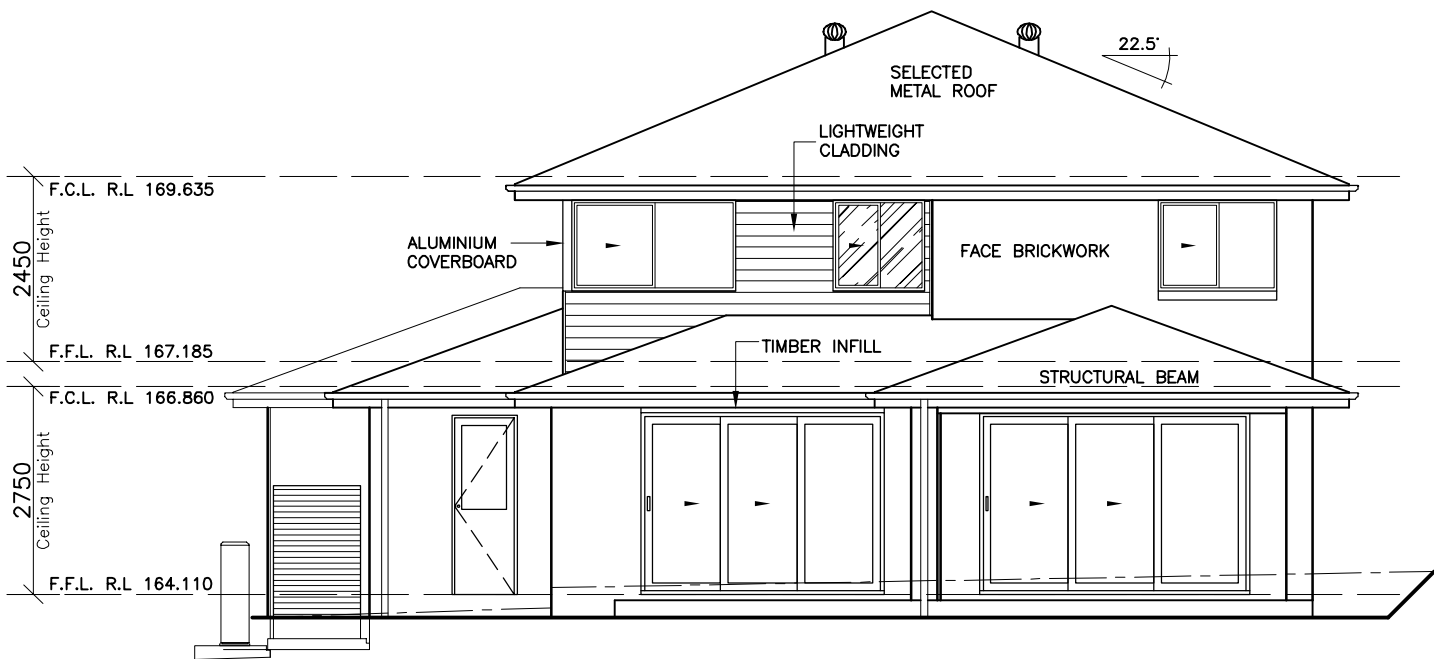 22.5°
SELECTED
METAL ROOF
LIGHTWEIGHT
CLADDING
F.C.L. R.L 169.635
2450
Ceiling Height
ALUMINIUM
COVERBOARD
FACE BRICKWORK
F.F.L. R.L 167.185
TIMBER INFILL
STRUCTURAL BEAM
F.C.L. R.L 166.860
2750
Ceiling Height
F.F.L. R.L 164.110